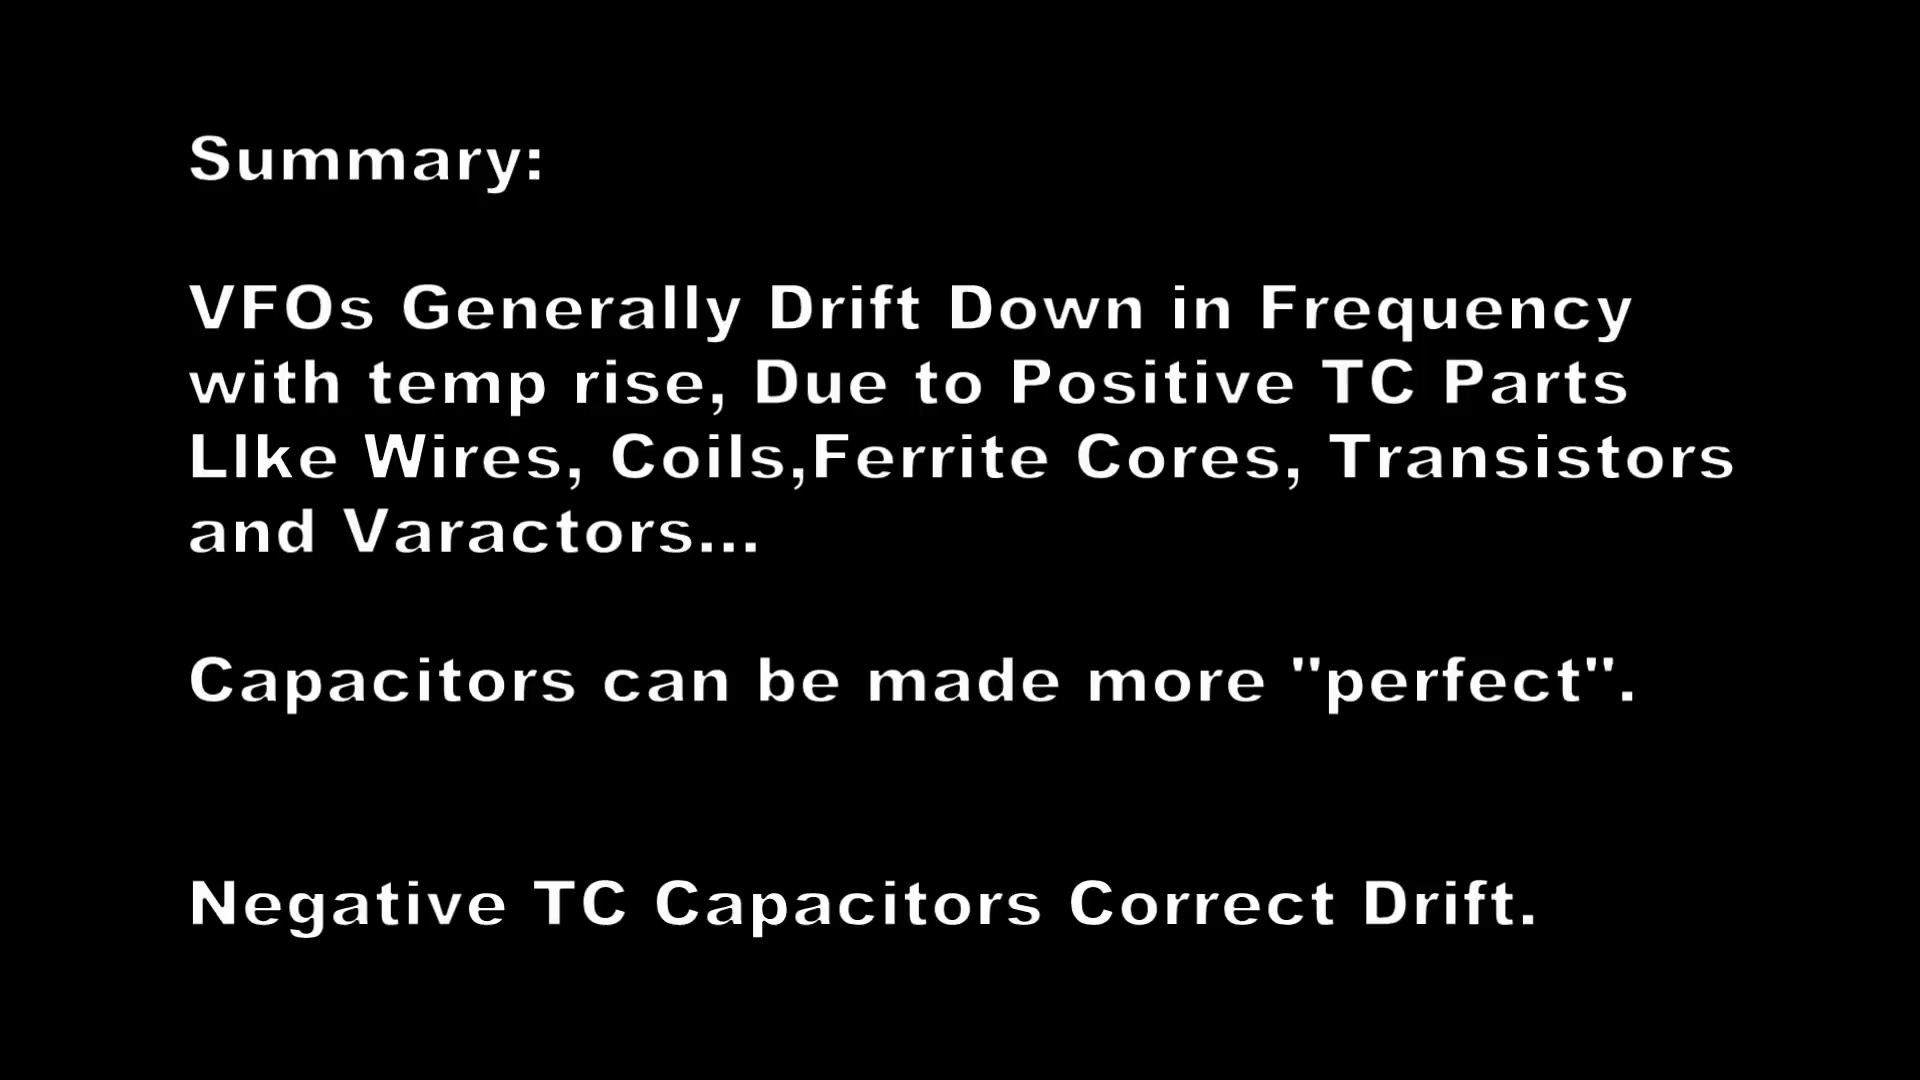 Summary:
VFOs Generally Drift Down in Frequency
with temp rise, Due to Positive TC Parts
LIke Wires, Coils,Ferrite Cores, Transistors
and Varactors...
Capacitors can be made more "perfect".
Negative TC Capacitors Correct Drift.